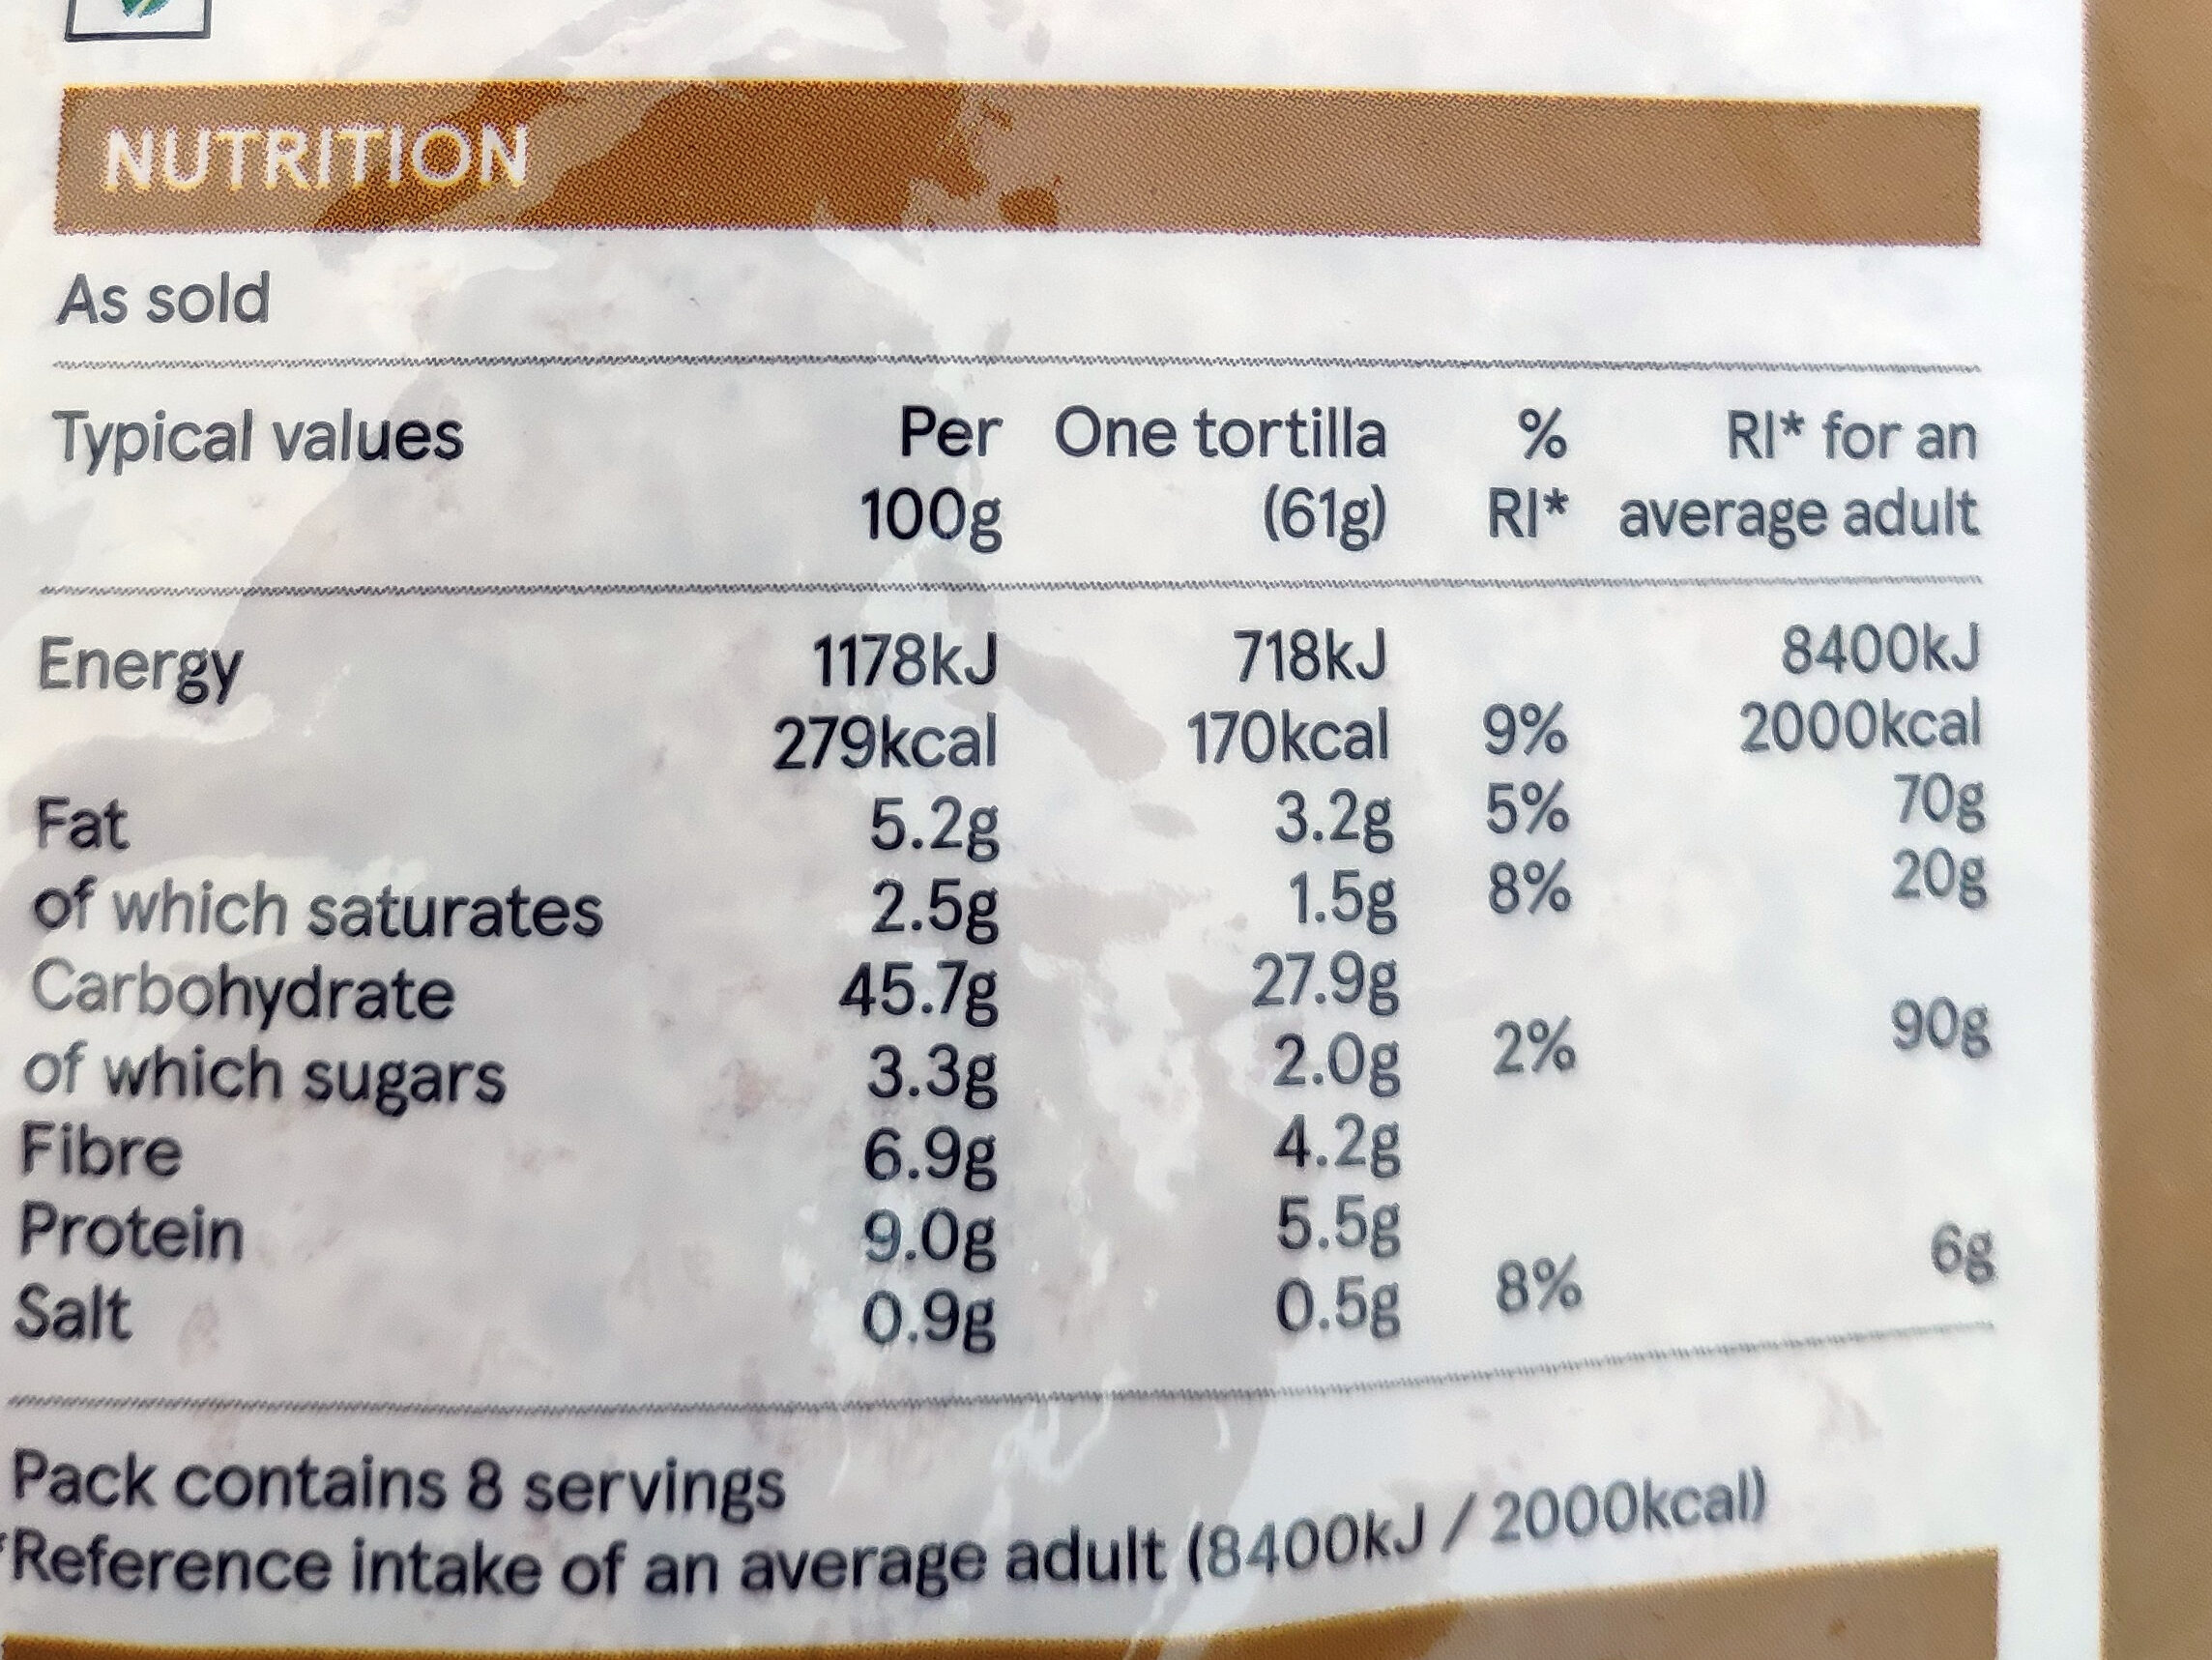 NUTRITION
As sold
Typical values Per One tortilla % RI* for an
100g (61g) RI* average adult
Energy 1178kJ 718kJ 8400kJ
279kcal 170kcal 9% 2000kcal
Fat 5.2g 3.2g 5% 70g
of which saturates 2.5g 1.5g 8% 20g
Carbohydrate 45.7g 27.9g
of which sugars 3.3g 2.0g 2% 90g
Fibre 6.9g 4.2g
Protein 9.0g 5.5g
Salt 0.9g 0.5g 8% 6g
Pack contains 8 servings
*Reference intake of an average adult (8400kJ / 2000kcal)